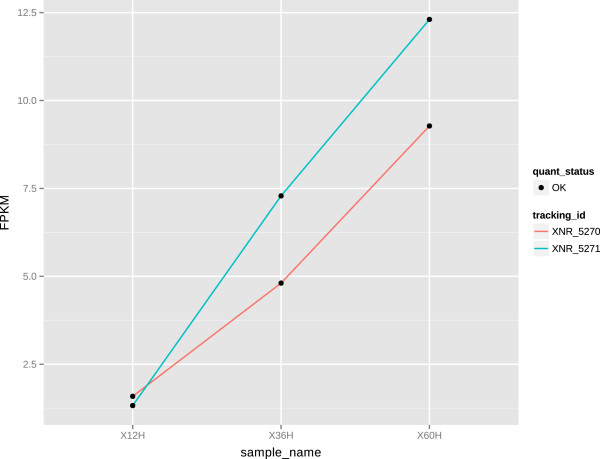 12.5
10.0
7.5
5.0
2.5
FPKM
X12H
X36H
X60H
sample_name
quant_status
OK
tracking_id
XNR_5270
XNR_5271